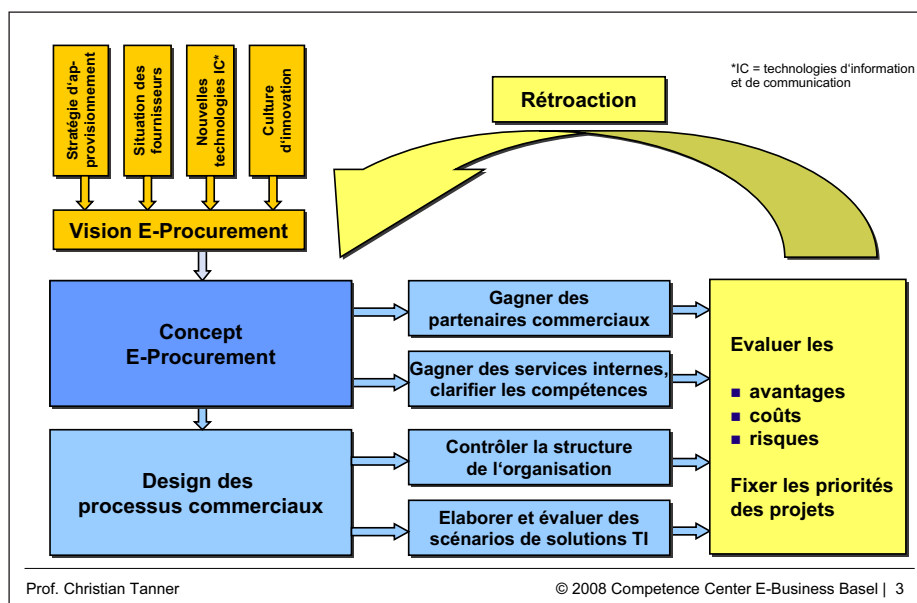 Stratégie d'ap-
provisionnement
Situation des
fournisseurs
Nouvelles
technologies IC*
Culture
d'innovation
*IC = technologies d'information
et de communication
Rétroaction
Vision E-Procurement
Concept
E-Procurement
Gagner des
partenaires commerciaux
Gagner des services internes,
clarifier les compétences
Design des
processus commerciaux
Contrôler la structure
de l'organisation
Elaborer et évaluer des
scénarios de solutions TI
Evaluer les
■ avantages
■ coûts
■ risques
Fixer les priorités
des projets
Prof. Christian Tanner
© 2008 Competence Center E-Business Basel | 3